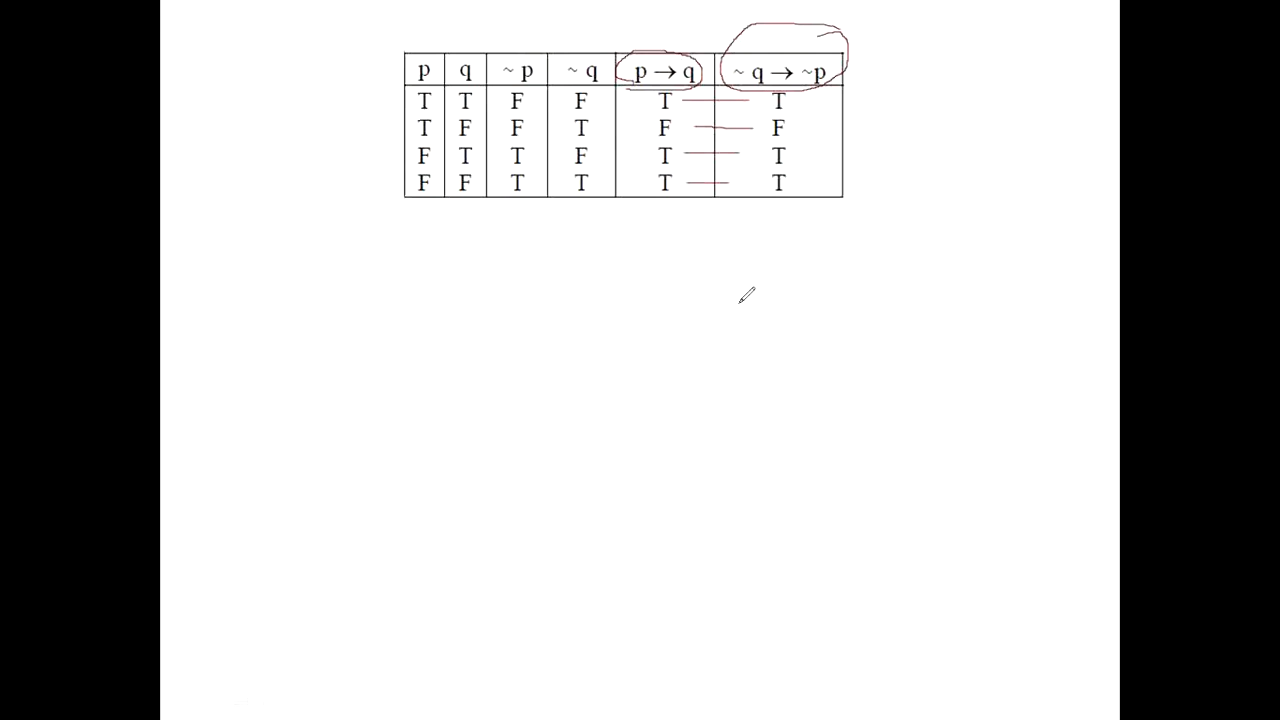 p q ~ p ~ q p → q ~ q → ~p
T T F F T T
T F F T F F
F T T F T T
F F T T T T